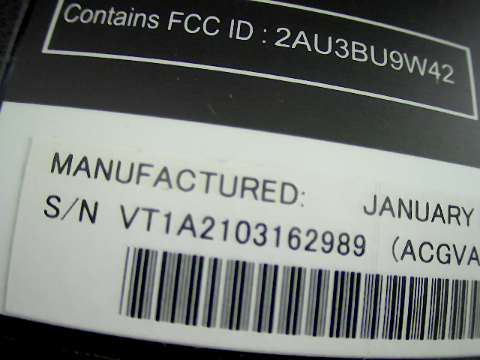 Contains FCC ID : 2AU3BU9W42
MANUFACTURED: JANUARY
S/N VT1A2103162989 (ACGVA